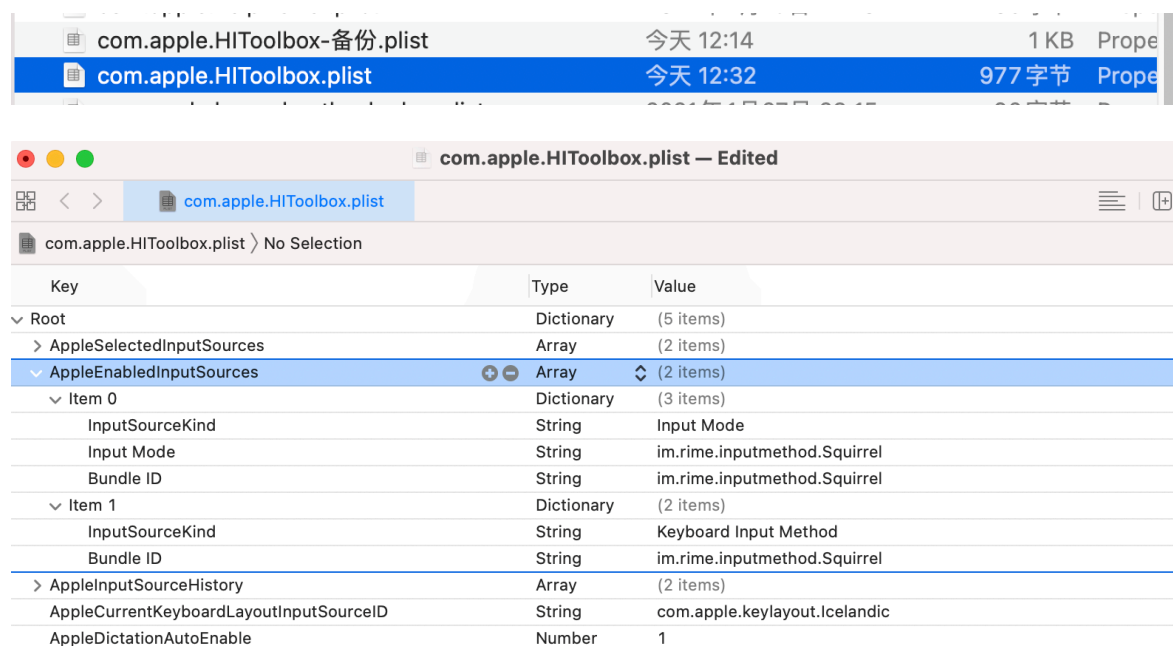 com.apple.HIToolbox-备份.plist 今天 12:14 1 KB Prope
com.apple.HIToolbox.plist 今天 12:32 977 字节 Prope
com.apple.HIToolbox.plist — Edited
com.apple.HIToolbox.plist
com.apple.HIToolbox.plist 〉 No Selection
Key Type Value
Root Dictionary (5 items)
AppleSelectedInputSources Array (2 items)
AppleEnabledInputSources Array (2 items)
Item 0 Dictionary (3 items)
InputSourceKind String Input Mode
Input Mode String im.rime.inputmethod.Squirrel
Bundle ID String im.rime.inputmethod.Squirrel
Item 1 Dictionary (2 items)
InputSourceKind String Keyboard Input Method
Bundle ID String im.rime.inputmethod.Squirrel
AppleInputSourceHistory Array (2 items)
AppleCurrentKeyboardLayoutInputSourceID String com.apple.keylayout.Icelandic
AppleDictationAutoEnable Number 1